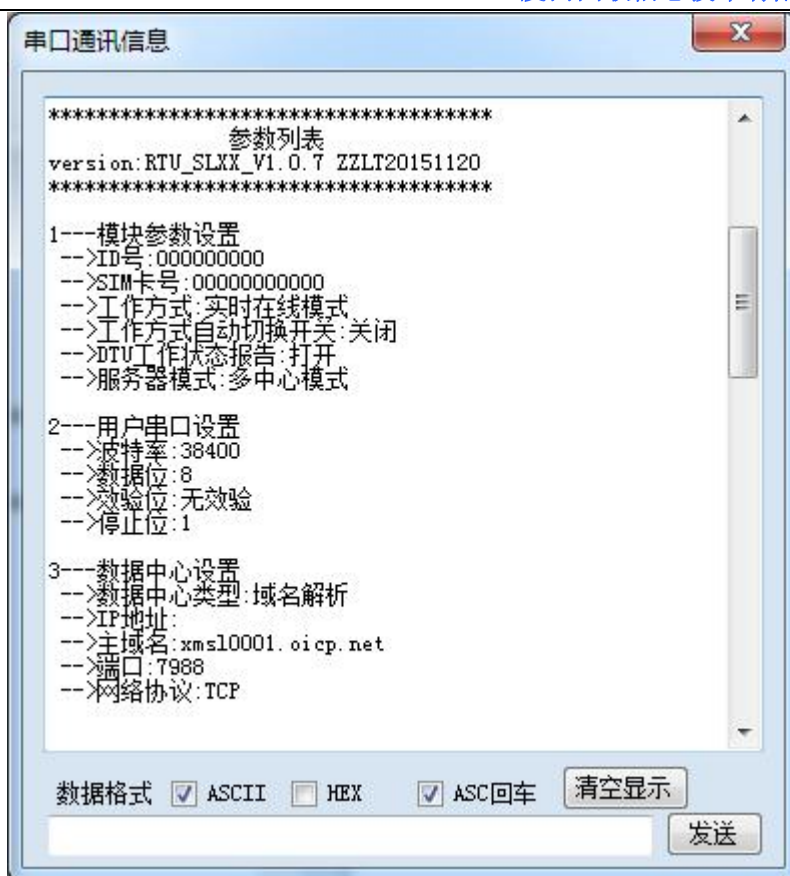 串口通讯信息
*************************************
参数列表
version:RTU_SLXX_V1.0.7 ZZLT20151120
*************************************
1---模块参数设置
-->ID号:000000000
-->SIM卡号:00000000000
-->工作方式:实时在线模式
-->工作方式自动切换开关:关闭
-->DTU工作状态报告:打开
-->服务器模式:多中心模式
2---用户串口设置
-->波特率:38400
-->数据位:8
-->效验位:无效验
-->停止位:1
3---数据中心设置
-->数据中心类型:域名解析
-->IP地址:
-->主域名:xmsl0001.oicp.net
-->端口:7988
-->网络协议:TCP
数据格式 ASCII HEX ASC回车 清空显示
发送